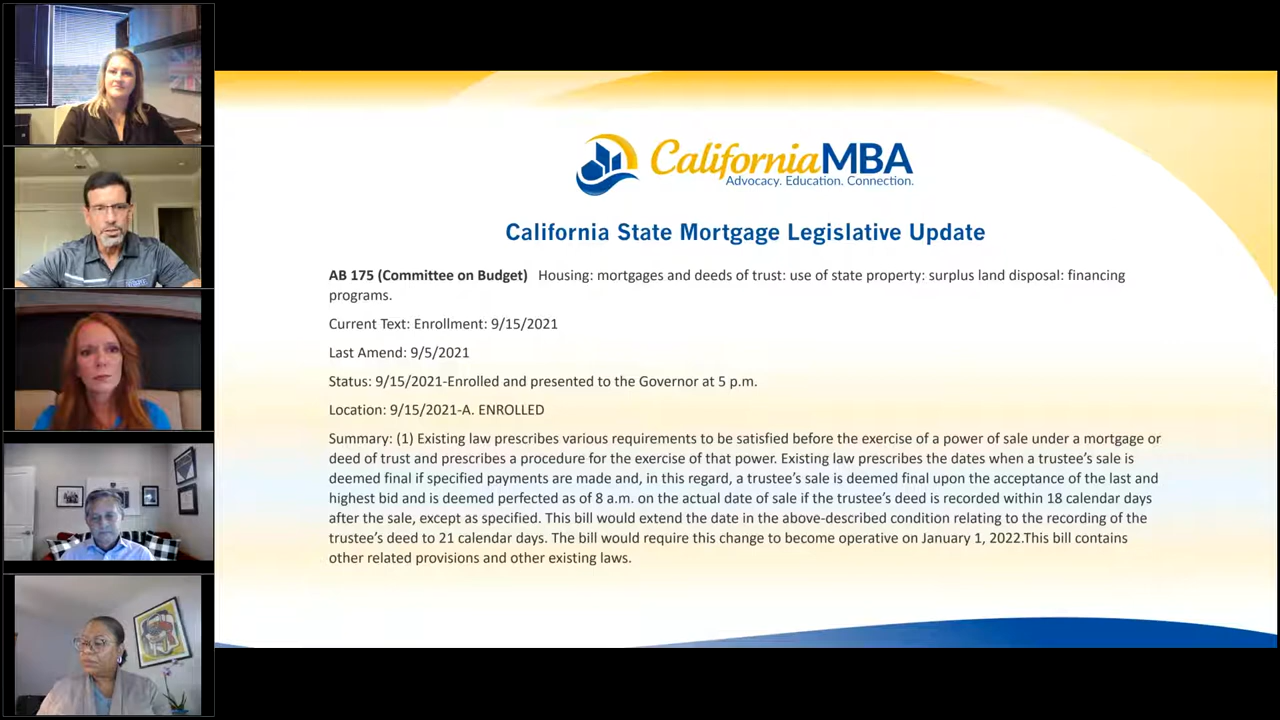 CaliforniaMBA
Advocacy. Education. Connection.
California State Mortgage Legislative Update
AB 175 (Committee on Budget) Housing: mortgages and deeds of trust: use of state property: surplus land disposal: financing
programs.
Current Text: Enrollment: 9/15/2021
Last Amend: 9/5/2021
Status: 9/15/2021-Enrolled and presented to the Governor at 5 p.m.
Location: 9/15/2021-A. ENROLLED
Summary: (1) Existing law prescribes various requirements to be satisfied before the exercise of a power of sale under a mortgage or
deed of trust and prescribes a procedure for the exercise of that power. Existing law prescribes the dates when a trustee's sale is
deemed final if specified payments are made and, in this regard, a trustee's sale is deemed final upon the acceptance of the last and
highest bid and is deemed perfected as of 8 a.m. on the actual date of sale if the trustee's deed is recorded within 18 calendar days
after the sale, except as specified. This bill would extend the date in the above-described condition relating to the recording of the
trustee's deed to 21 calendar days. The bill would require this change to become operative on January 1, 2022.This bill contains
other related provisions and other existing laws.